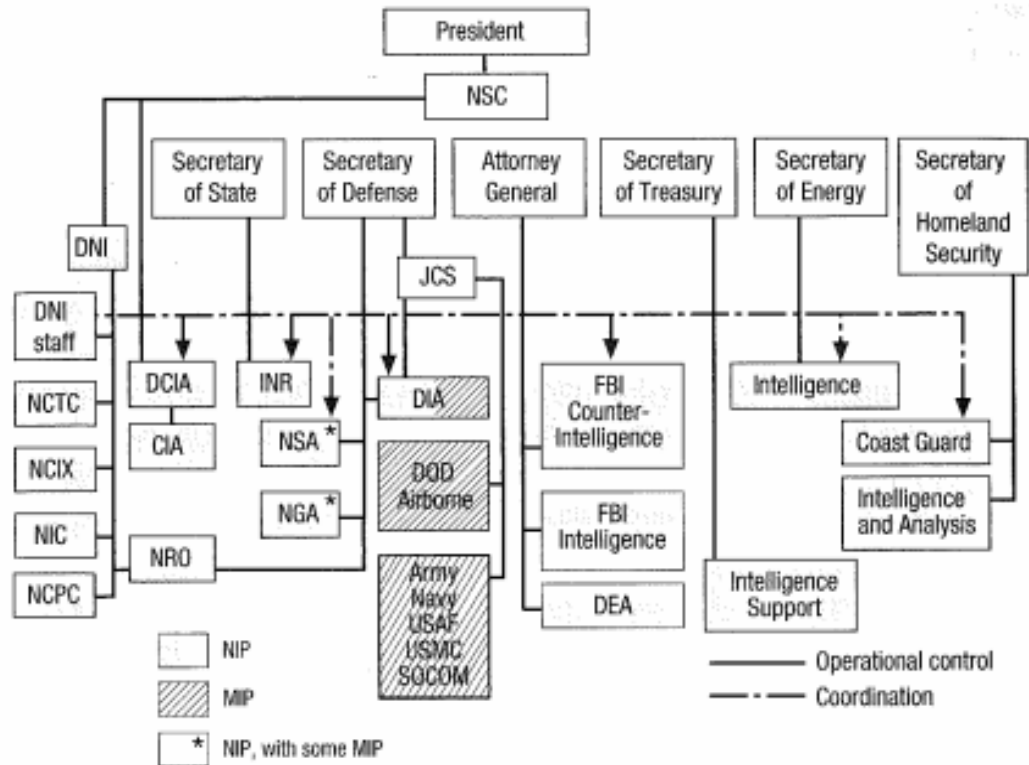 President
NSC
Secretary
of State
Secretary
of Defense
Attorney
General
Secretary
of Treasury
Secretary
of Energy
Secretary
of
Homeland
Security
DNI
JCS
DNI
staff
DCIA
INR
DIA
FBI
Counter-
Intelligence
Intelligence
NCTC
CIA
NSA *
Coast Guard
NCIX
DOD
Airborne
NGA *
FBI
Intelligence
Intelligence
and Analysis
NIC
NRO
NCPC
Army
Navy
USAF
USMC
SOCOM
DEA
Intelligence
Support
NIP
MIP
* NIP, with some MIP
Operational control
Coordination